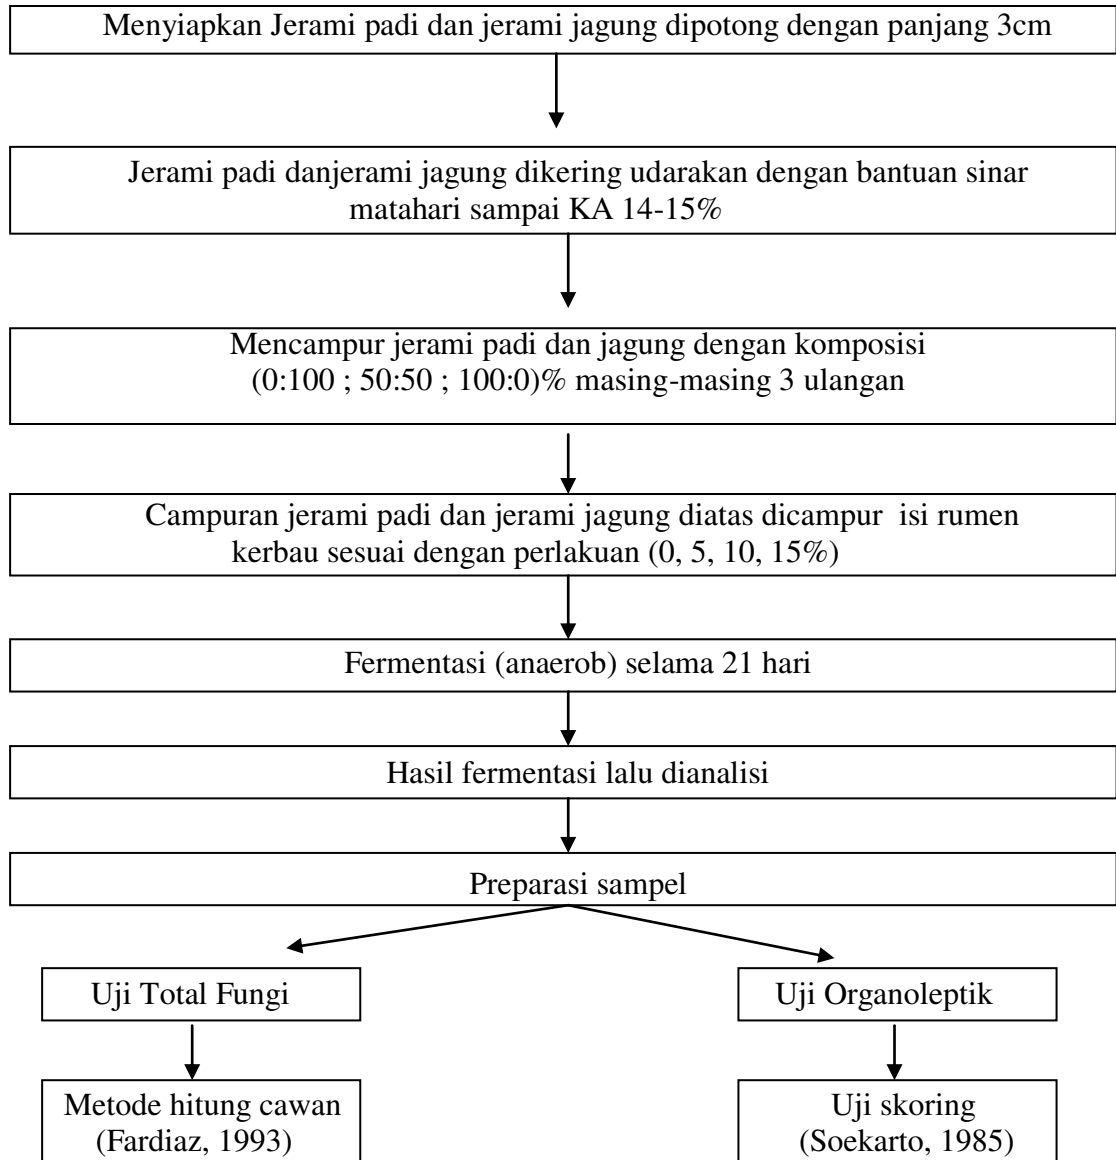 Menyiapkan Jerami padi dan jerami jagung dipotong dengan panjang 3cm
Jerami padi danjerami jagung dikering udarakan dengan bantuan sinar
matahari sampai KA 14-15%
Mencampur jerami padi dan jagung dengan komposisi
(0:100 ; 50:50 ; 100:0)% masing-masing 3 ulangan
Campuran jerami padi dan jerami jagung diatas dicampur isi rumen
kerbau sesuai dengan perlakuan (0, 5, 10, 15%)
Fermentasi (anaerob) selama 21 hari
Hasil fermentasi lalu dianalisi
Preparasi sampel
Uji Total Fungi
Uji Organoleptik
Metode hitung cawan
(Fardiaz, 1993)
Uji skoring
(Soekarto, 1985)